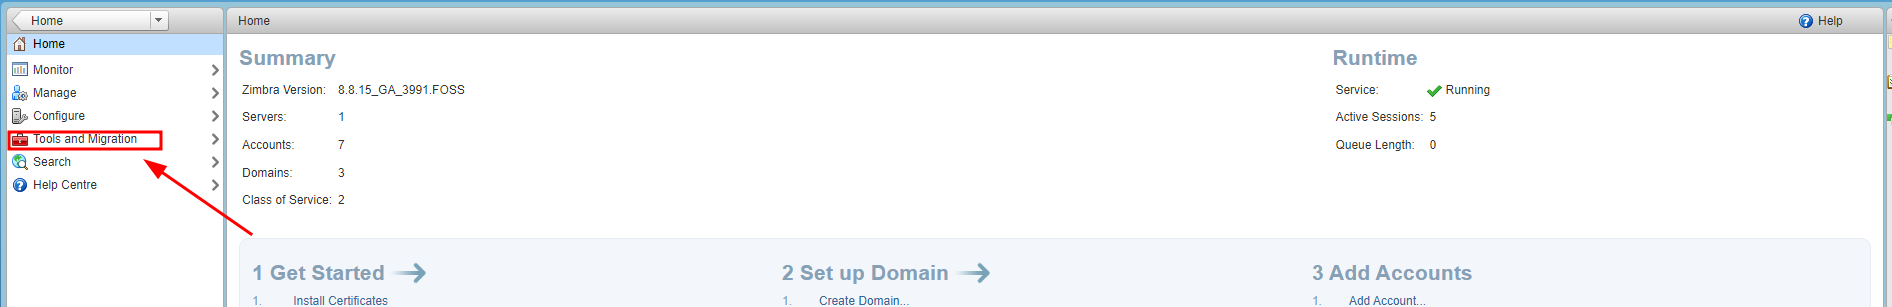 Home
Home
Monitor
Manage
Configure
Tools and Migration
Search
Help Centre
Home
Help
Summary
Zimbra Version: 8.8.15_GA_3991.FOSS
Servers: 1
Accounts: 7
Domains: 3
Class of Service: 2
Runtime
Service: Running
Active Sessions: 5
Queue Length: 0
1 Get Started
1. Install Certificates
2 Set up Domain
1. Create Domain...
3 Add Accounts
1. Add Account...